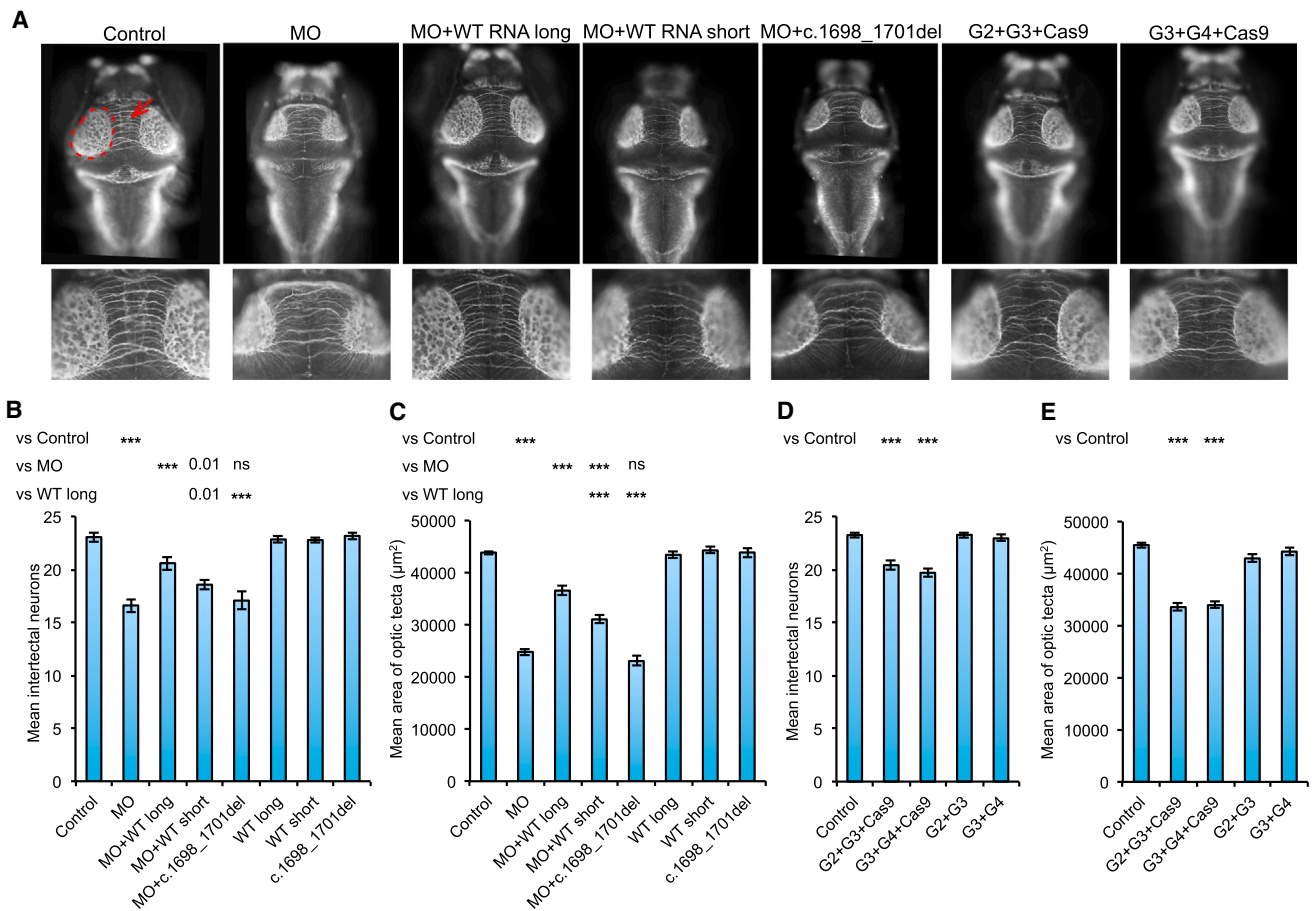 A
Control MO MO+WT RNA long MO+WT RNA short MO+c.1698_1701del G2+G3+Cas9 G3+G4+Cas9
B
vs Control ***
vs MO *** 0.01 ns
vs WT long 0.01 ***
Mean intertectal neurons
25
20
15
10
5
0
Control MO MO+WT long MO+WT short MO+c.1698_1701del WT long WT short c.1698_1701del
C
vs Control ***
vs MO *** *** ns
vs WT long *** ***
Mean area of optic tecta (µm²)
50000
40000
30000
20000
10000
0
Control MO MO+WT long MO+WT short MO+c.1698_1701del WT long WT short c.1698_1701del
D
vs Control *** ***
Mean intertectal neurons
25
20
15
10
5
0
Control G2+G3+Cas9 G3+G4+Cas9 G2+G3 G3+G4
E
vs Control *** ***
Mean area of optic tecta (µm²)
50000
40000
30000
20000
10000
0
Control G2+G3+Cas9 G3+G4+Cas9 G2+G3 G3+G4